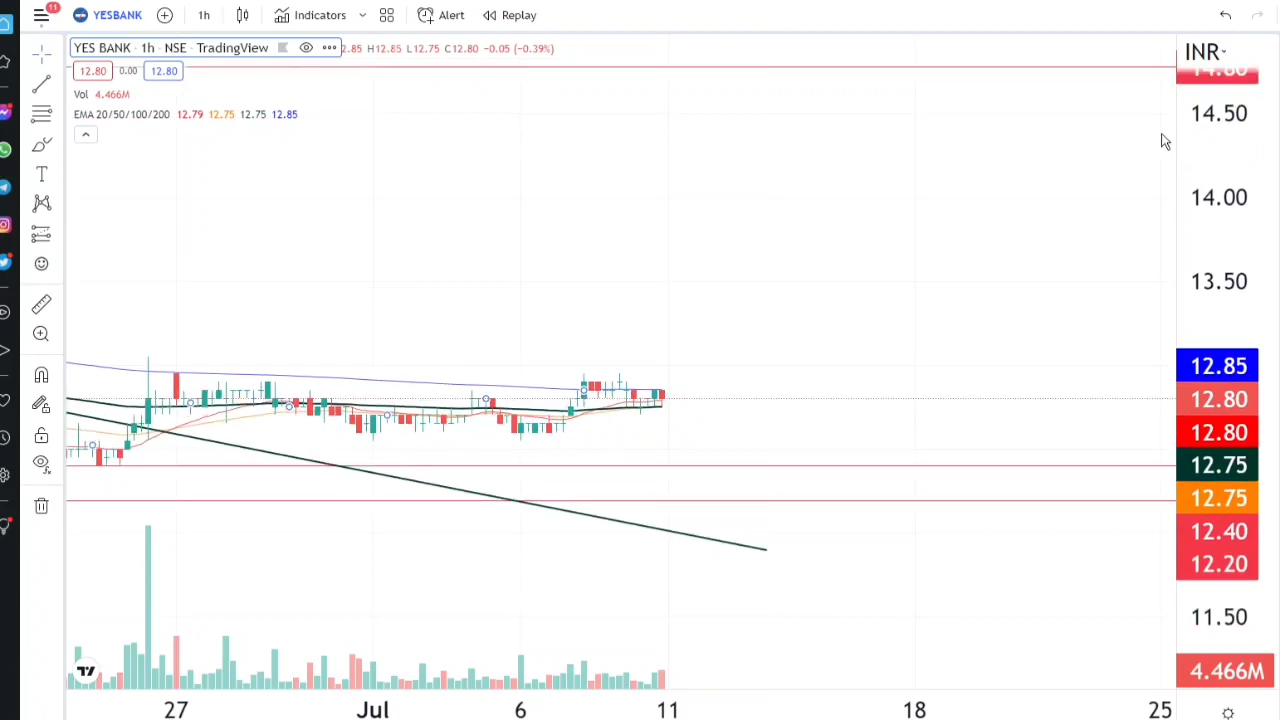 11
YESBANK
1h
Indicators
Alert
Replay
YES BANK · 1h · NSE · TradingView
2.85 H12.85 L12.75 C12.80 -0.05 (-0.39%)
INR
12.80 0.00 12.80
14.60
Vol 4.466M
EMA 20/50/100/200 12.79 12.75 12.75 12.85
14.50
14.00
13.50
12.85
12.80
12.80
12.75
12.75
12.40
12.20
11.50
4.466M
27 Jul 6 11 18 25